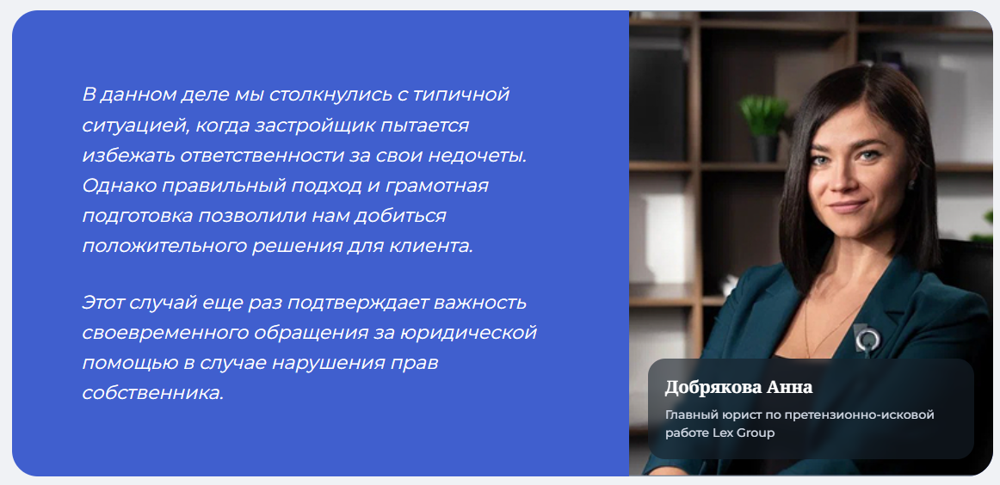 В данном деле мы столкнулись с типичной
ситуацией, когда застройщик пытается
избежать ответственности за свои недочеты.
Однако правильный подход и грамотная
подготовка позволили нам добиться
положительного решения для клиента.
Этот случай еще раз подтверждает важность
своевременного обращения за юридической
помощью в случае нарушения прав
собственника.
Добрякова Анна
Главный юрист по претензионно-исковой
работе Lex Group